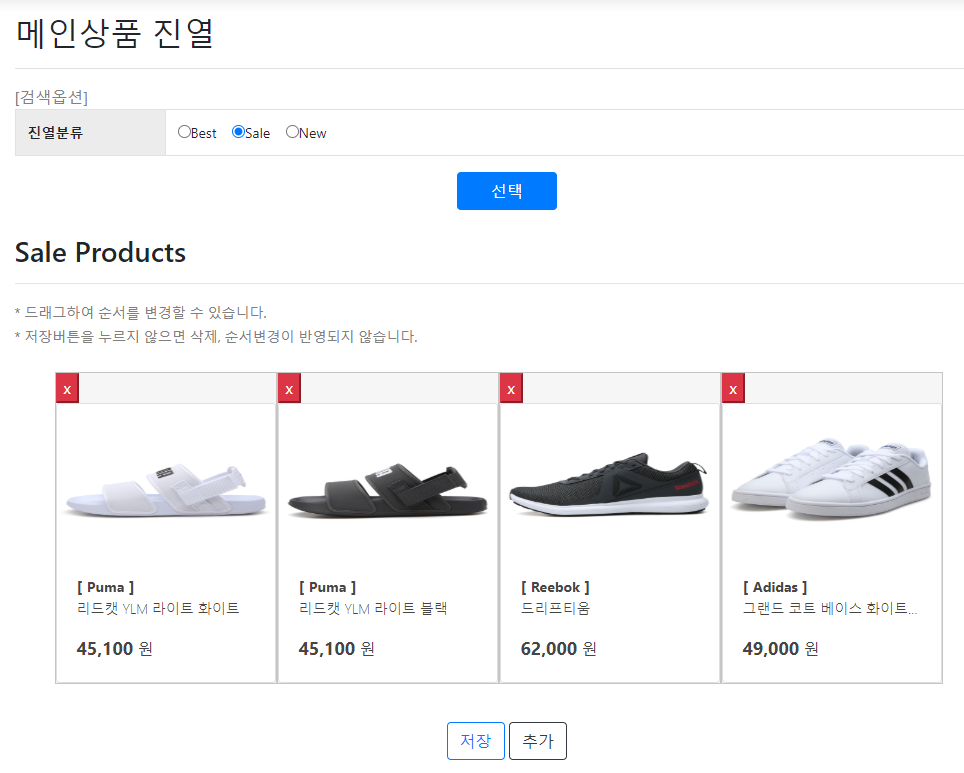 메인상품 진열
[검색옵션]
진열분류 Best Sale New
선택
Sale Products
* 드래그하여 순서를 변경할 수 있습니다.
* 저장버튼을 누르지 않으면 삭제, 순서변경이 반영되지 않습니다.
x x x x
[ Puma ]
리드캣 YLM 라이트 화이트
45,100 원
[ Puma ]
리드캣 YLM 라이트 블랙
45,100 원
[ Reebok ]
드리프티움
62,000 원
[ Adidas ]
그랜드 코트 베이스 화이트...
49,000 원
저장 추가